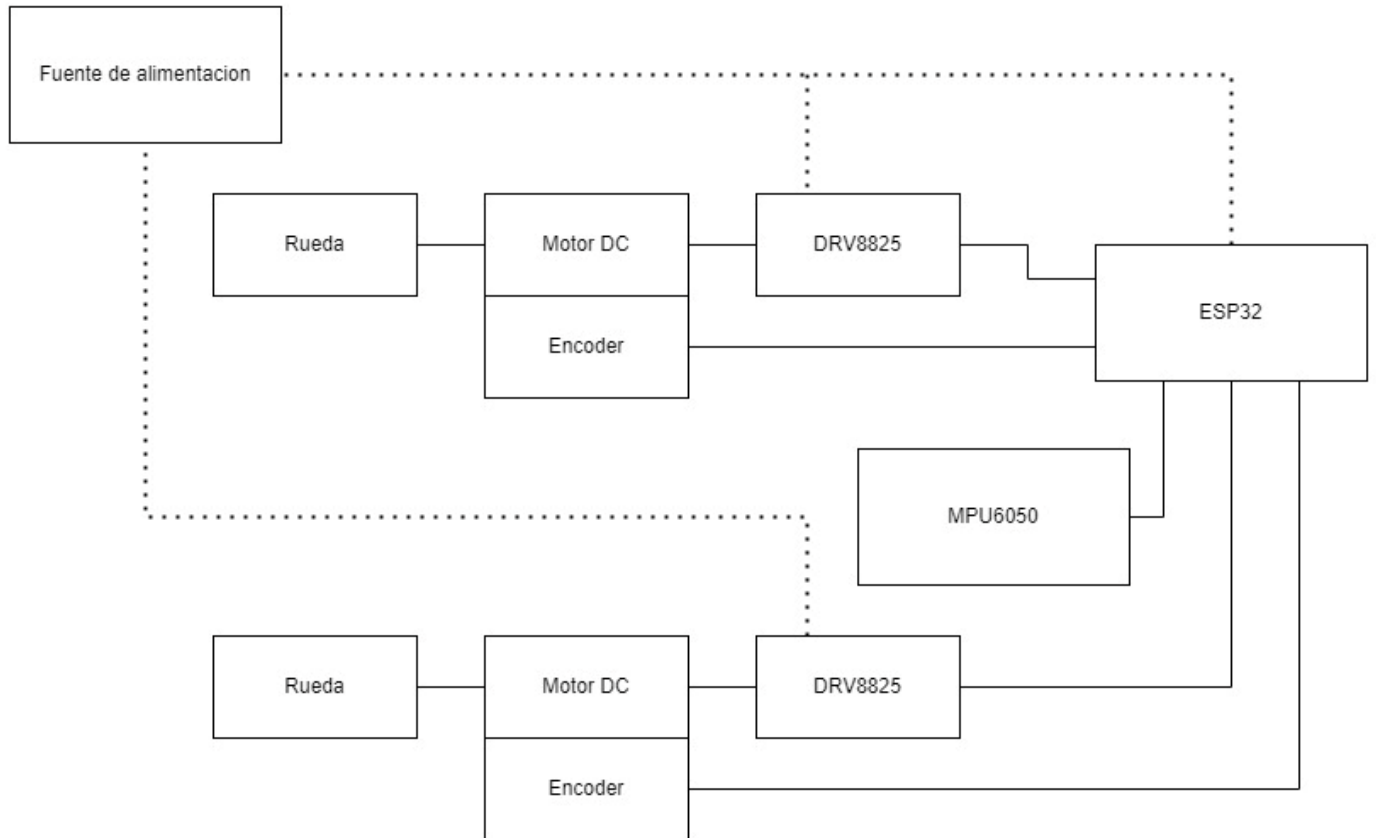 Fuente de alimentacion
Rueda
Motor DC
DRV8825
Encoder
ESP32
MPU6050
Rueda
Motor DC
DRV8825
Encoder